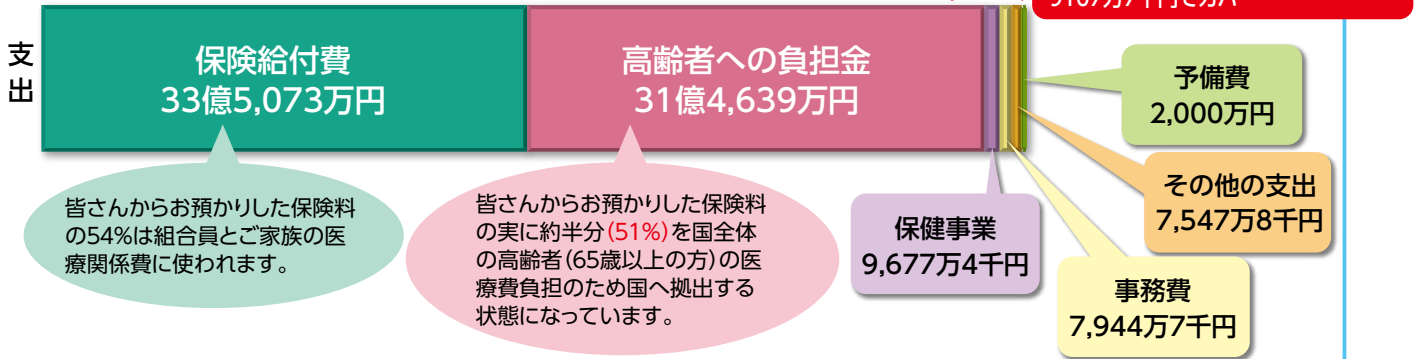 支出
保険給付費
33億5,073万円
高齢者への負担金
31億4,639万円
予備費
2,000万円
その他の支出
7,547万8千円
保健事業
9,677万4千円
事務費
7,944万7千円
皆さんからお預かりした保険料
の54%は組合員とご家族の医
療関係費に使われます。
皆さんからお預かりした保険料
の実に約半分(51%)を国全体
の高齢者(65歳以上の方)の医
療費負担のため国へ拠出する
状態になっています。